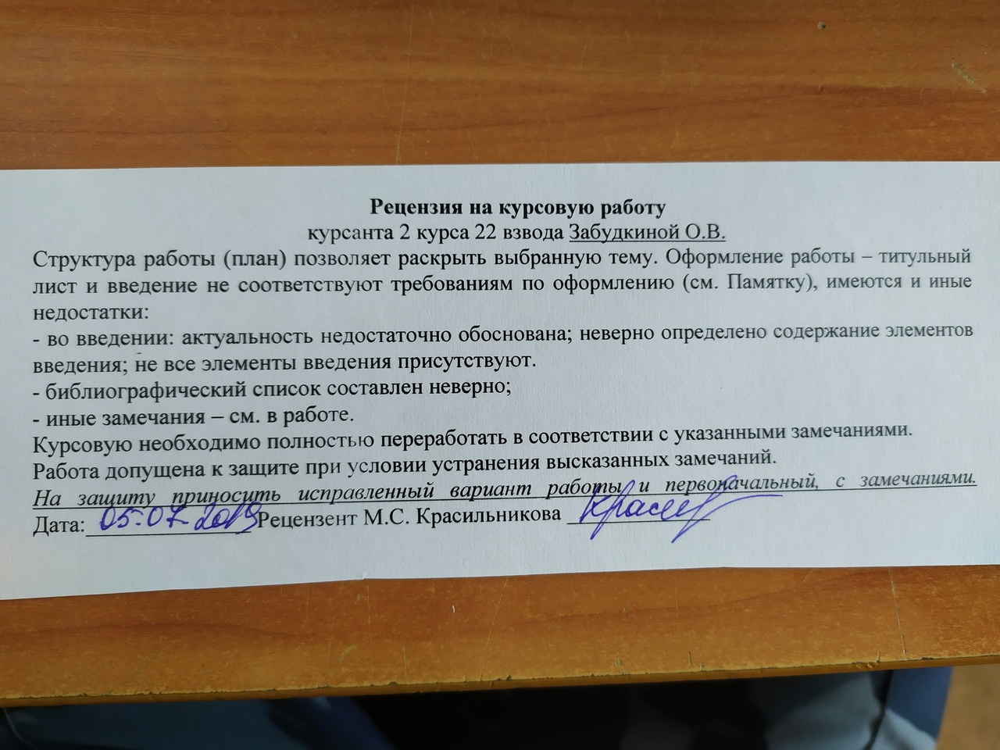 Рецензия на курсовую работу
курсанта 2 курса 22 взвода Забудкиной О.В.
Структура работы (план) позволяет раскрыть выбранную тему. Оформление работы – титульный
лист и введение не соответствуют требованиям по оформлению (см. Памятку), имеются и иные
недостатки:
- во введении: актуальность недостаточно обоснована; неверно определено содержание элементов
введения; не все элементы введения присутствуют.
- библиографический список составлен неверно;
- иные замечания – см. в работе.
Курсовую необходимо полностью переработать в соответствии с указанными замечаниями.
Работа допущена к защите при условии устранения высказанных замечаний.
На защиту приносить исправленный вариант работы и первоначальный, с замечаниями.
Дата: 05.07.2019 Рецензент М.С. Красильникова